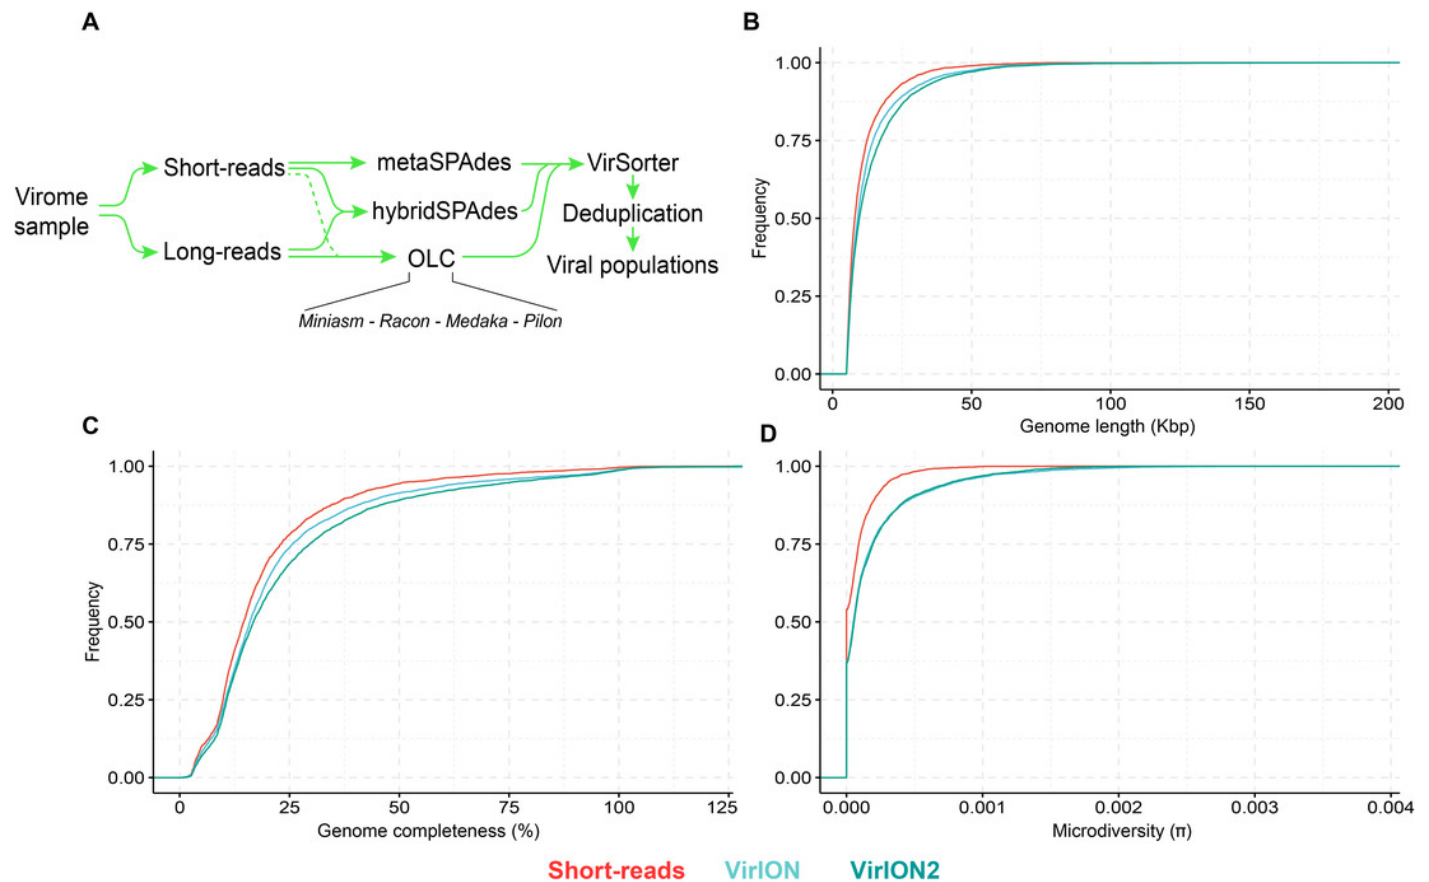 A
Virome
sample
Short-reads
Long-reads
metaSPAdes
hybridSPAdes
OLC
Miniasm - Racon - Medaka - Pilon
VirSorter
Deduplication
Viral populations
B
Frequency
1.00
0.75
0.50
0.25
0.00
0 50 100 150 200
Genome length (Kbp)
C
Frequency
1.00
0.75
0.50
0.25
0.00
0 25 50 75 100 125
Genome completeness (%)
D
Frequency
1.00
0.75
0.50
0.25
0.00
0.000 0.001 0.002 0.003 0.004
Microdiversity (π)
Short-reads VirION VirION2